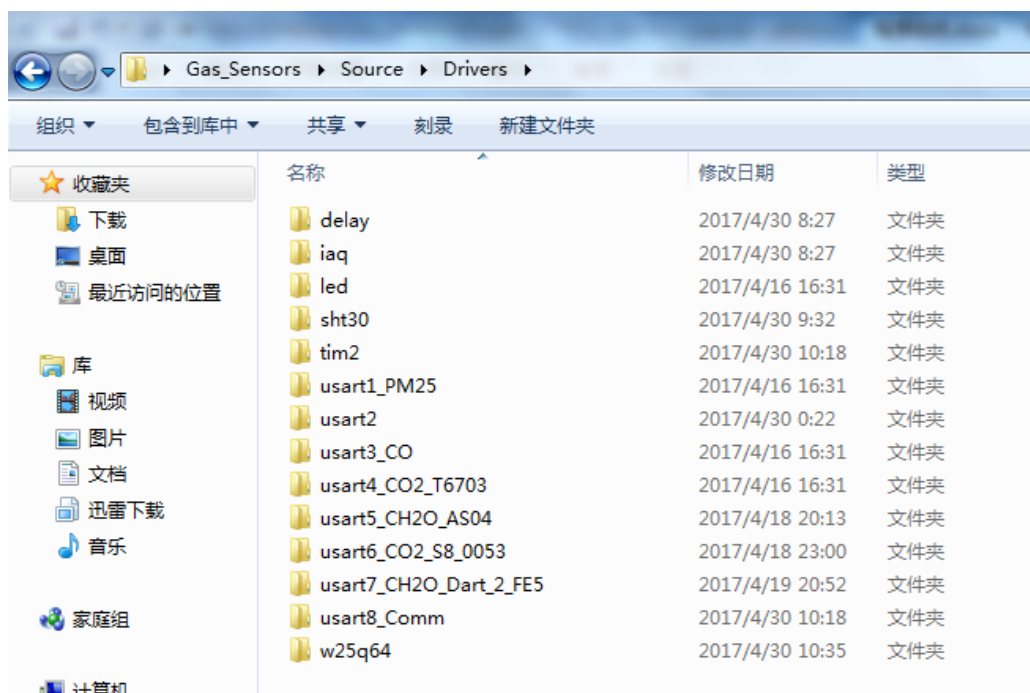 Gas_Sensors Source Drivers
组织 包含到库中 共享 刻录 新建文件夹
收藏夹
下载
桌面
最近访问的位置
库
视频
图片
文档
迅雷下载
音乐
家庭组
计算机
名称 修改日期 类型
delay 2017/4/30 8:27 文件夹
iaq 2017/4/30 8:27 文件夹
led 2017/4/16 16:31 文件夹
sht30 2017/4/30 9:32 文件夹
tim2 2017/4/30 10:18 文件夹
usart1_PM25 2017/4/16 16:31 文件夹
usart2 2017/4/30 0:22 文件夹
usart3_CO 2017/4/16 16:31 文件夹
usart4_CO2_T6703 2017/4/16 16:31 文件夹
usart5_CH2O_AS04 2017/4/18 20:13 文件夹
usart6_CO2_S8_0053 2017/4/18 23:00 文件夹
usart7_CH2O_Dart_2_FE5 2017/4/19 20:52 文件夹
usart8_Comm 2017/4/30 10:18 文件夹
w25q64 2017/4/30 10:35 文件夹